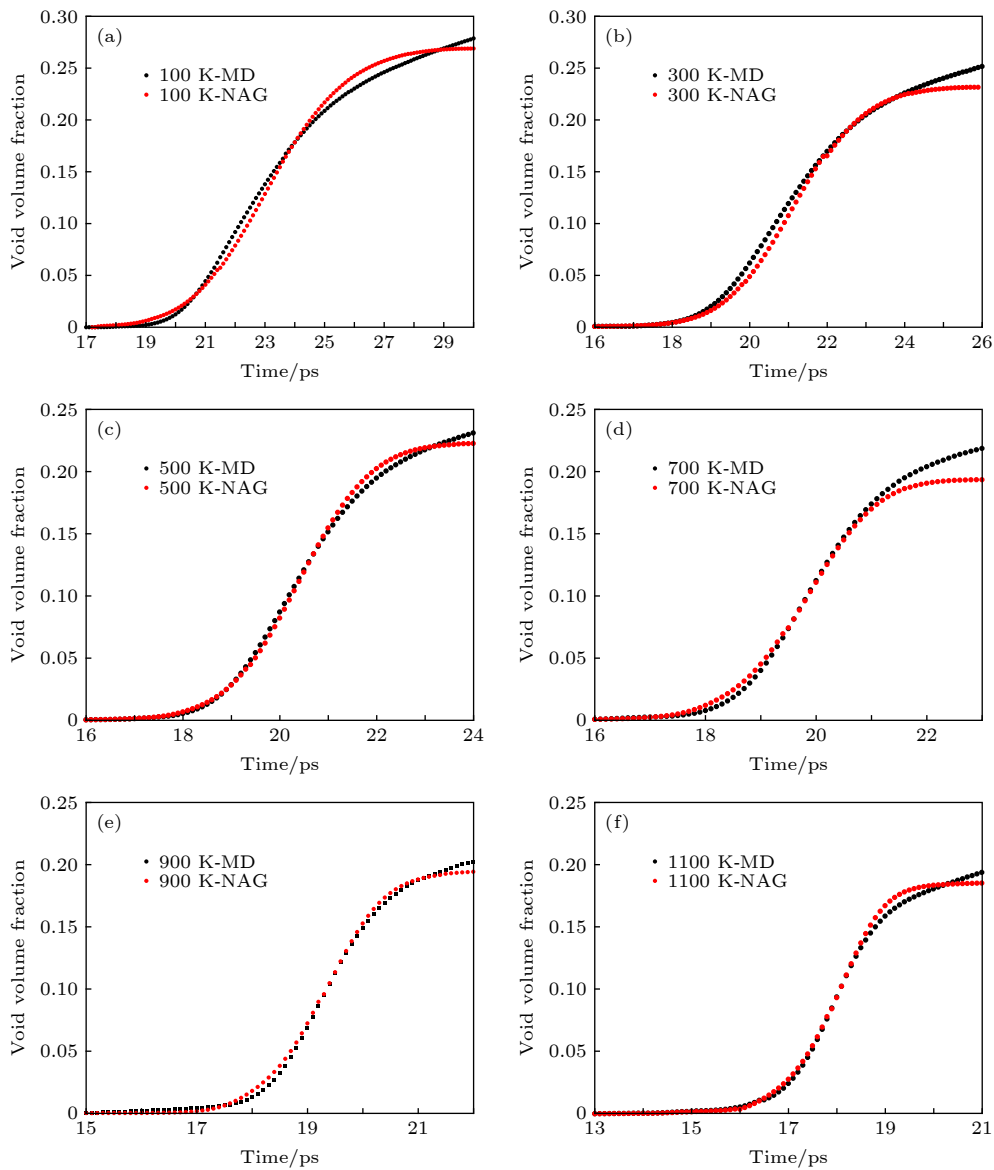 (a)
100 K-MD
100 K-NAG
0.30
0.25
0.20
0.15
0.10
0.05
0
Void volume fraction
17 19 21 23 25 27 29
Time/ps
(b)
300 K-MD
300 K-NAG
0.30
0.25
0.20
0.15
0.10
0.05
0
Void volume fraction
16 18 20 22 24 26
Time/ps
(c)
500 K-MD
500 K-NAG
0.25
0.20
0.15
0.10
0.05
0
Void volume fraction
16 18 20 22 24
Time/ps
(d)
700 K-MD
700 K-NAG
0.25
0.20
0.15
0.10
0.05
0
Void volume fraction
16 18 20 22
Time/ps
(e)
900 K-MD
900 K-NAG
0.25
0.20
0.15
0.10
0.05
0
Void volume fraction
15 17 19 21
Time/ps
(f)
1100 K-MD
1100 K-NAG
0.25
0.20
0.15
0.10
0.05
0
Void volume fraction
13 15 17 19 21
Time/ps